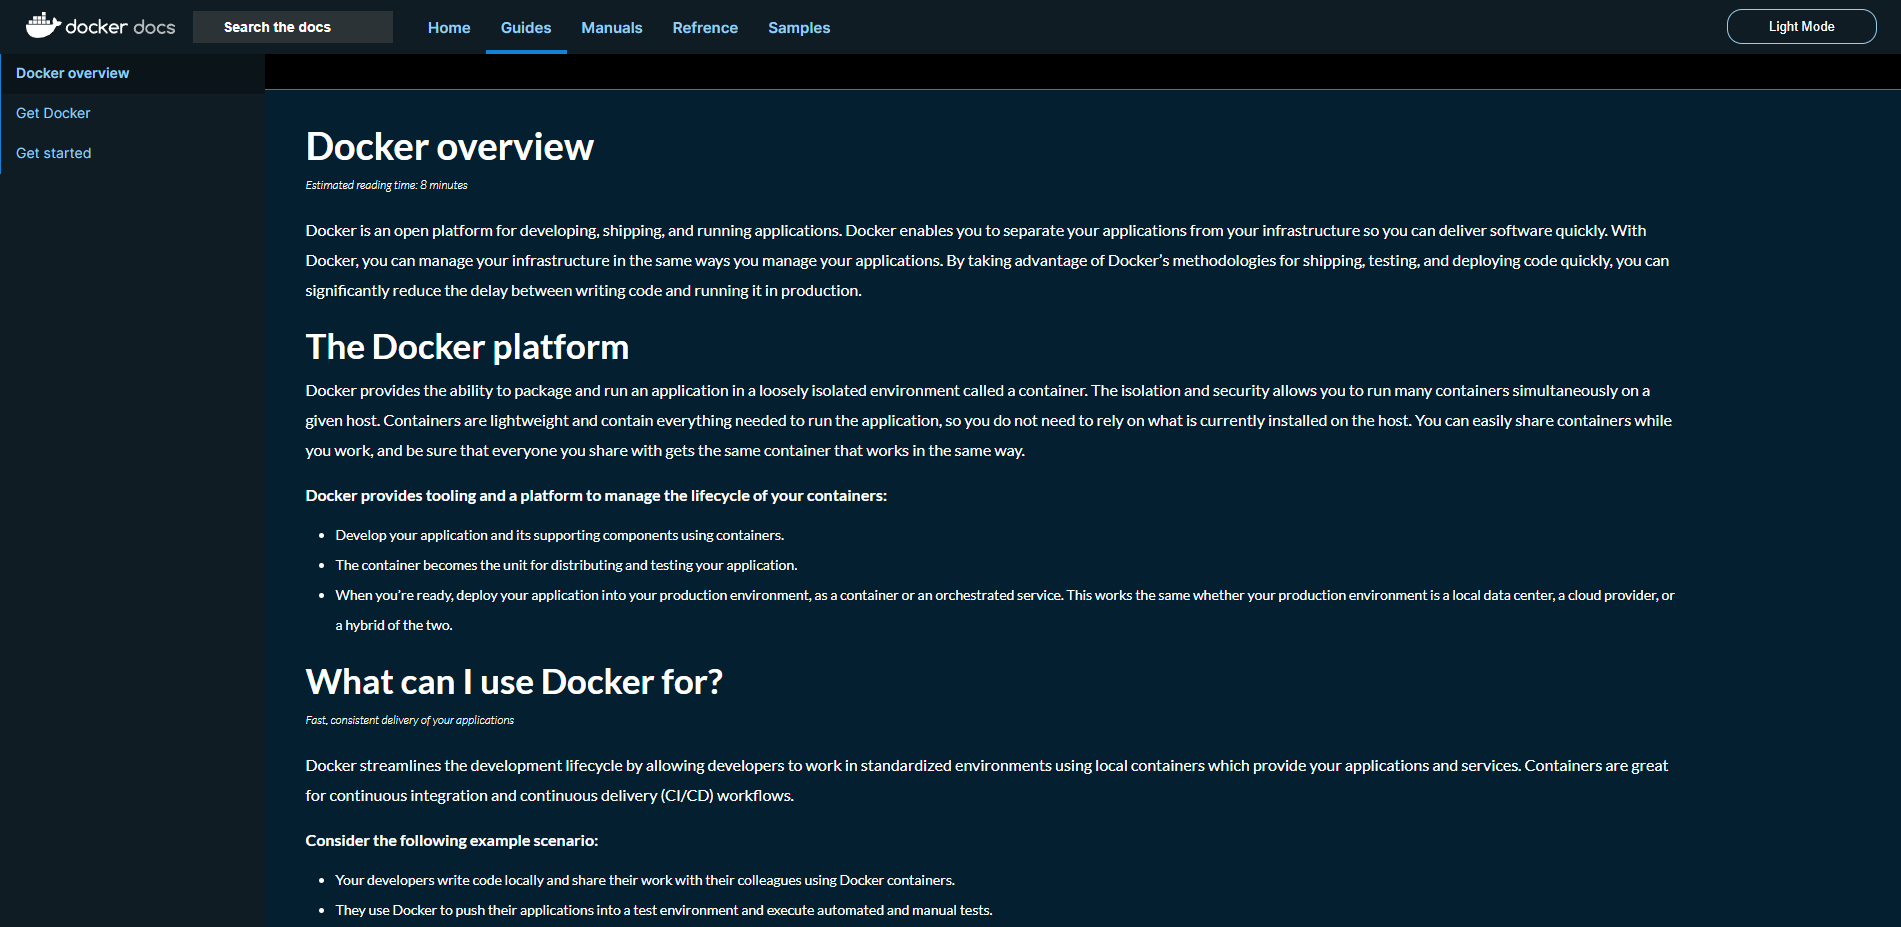 docker docs
Search the docs
Home
Guides
Manuals
Refrence
Samples
Light Mode
Docker overview
Get Docker
Get started
Docker overview
Estimated reading time: 8 minutes
Docker is an open platform for developing, shipping, and running applications. Docker enables you to separate your applications from your infrastructure so you can deliver software quickly. With
Docker, you can manage your infrastructure in the same ways you manage your applications. By taking advantage of Docker’s methodologies for shipping, testing, and deploying code quickly, you can
significantly reduce the delay between writing code and running it in production.
The Docker platform
Docker provides the ability to package and run an application in a loosely isolated environment called a container. The isolation and security allows you to run many containers simultaneously on a
given host. Containers are lightweight and contain everything needed to run the application, so you do not need to rely on what is currently installed on the host. You can easily share containers while
you work, and be sure that everyone you share with gets the same container that works in the same way.
Docker provides tooling and a platform to manage the lifecycle of your containers:
• Develop your application and its supporting components using containers.
• The container becomes the unit for distributing and testing your application.
• When you’re ready, deploy your application into your production environment, as a container or an orchestrated service. This works the same whether your production environment is a local data center, a cloud provider, or
a hybrid of the two.
What can I use Docker for?
Fast, consistent delivery of your applications
Docker streamlines the development lifecycle by allowing developers to work in standardized environments using local containers which provide your applications and services. Containers are great
for continuous integration and continuous delivery (CI/CD) workflows.
Consider the following example scenario:
• Your developers write code locally and share their work with their colleagues using Docker containers.
• They use Docker to push their applications into a test environment and execute automated and manual tests.